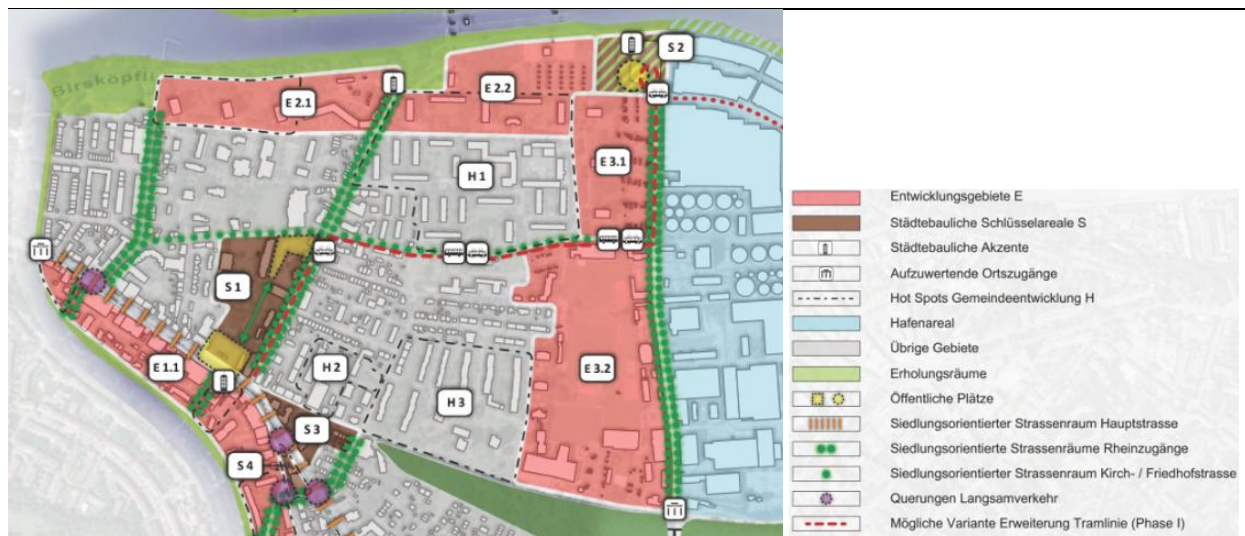 Birsköpfli
S 2
E 2.2
E 2.1
E 3.1
H 1
S 1
E 1.1
H 2
E 3.2
H 3
S 3
S 4
Entwicklungsgebiete E
Städtebauliche Schlüsselareale S
Städtebauliche Akzente
Aufzuwertende Ortszugänge
Hot Spots Gemeindeentwicklung H
Hafenareal
Übrige Gebiete
Erholungsräume
Öffentliche Plätze
Siedlungsorientierter Strassenraum Hauptstrasse
Siedlungsorientierte Strassenräume Rheinzugänge
Siedlungsorientierter Strassenraum Kirch- / Friedhofstrasse
Querungen Langsamverkehr
Mögliche Variante Erweiterung Tramlinie (Phase I)